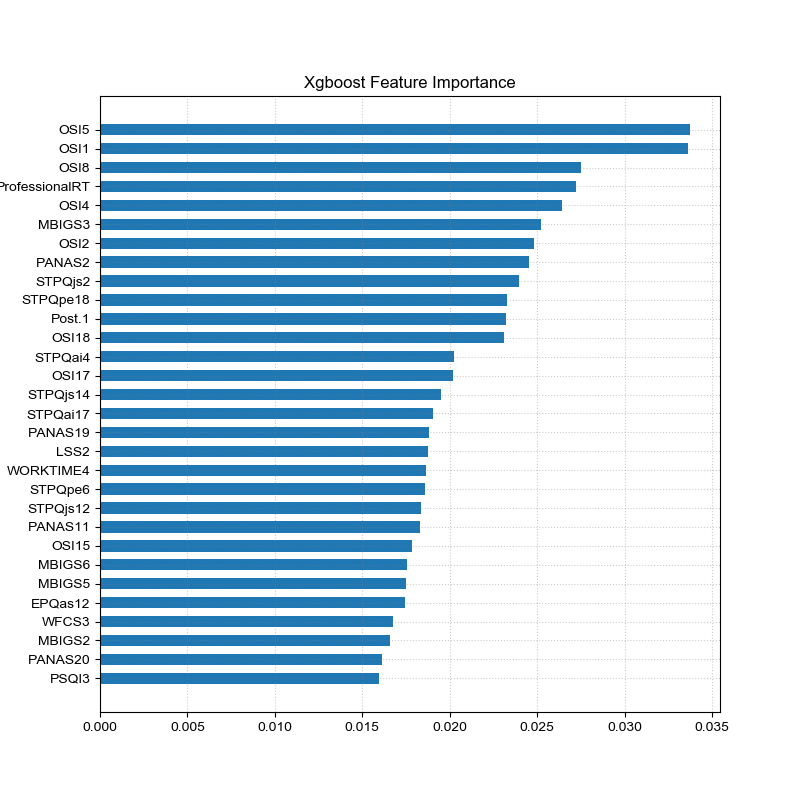 Xgboost Feature Importance
OSI5
OSI1
OSI8
ProfessionalRT
OSI4
MBIGS3
OSI2
PANAS2
STPQjs2
STPQpe18
Post.1
OSI18
STPQai4
OSI17
STPQjs14
STPQai17
PANAS19
LSS2
WORKTIME4
STPQpe6
STPQjs12
PANAS11
OSI15
MBIGS6
MBIGS5
EPQas12
WFCS3
MBIGS2
PANAS20
PSQI3
0.000 0.005 0.010 0.015 0.020 0.025 0.030 0.035